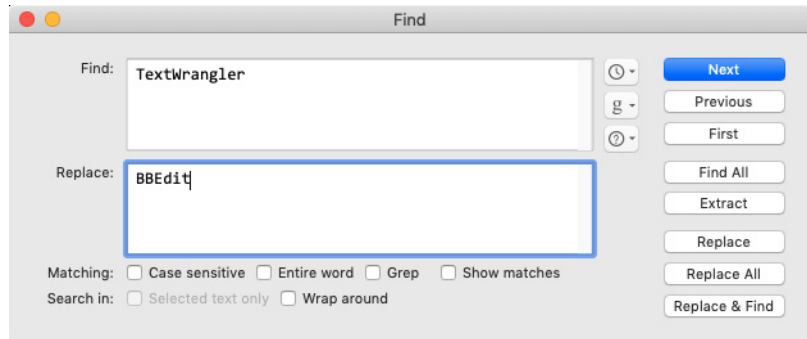 Find
Find:
TextWrangler
g
?
Next
Previous
First
Replace:
BBEdit
Find All
Extract
Replace
Matching: Case sensitive Entire word Grep Show matches
Replace All
Search in: Selected text only Wrap around
Replace & Find